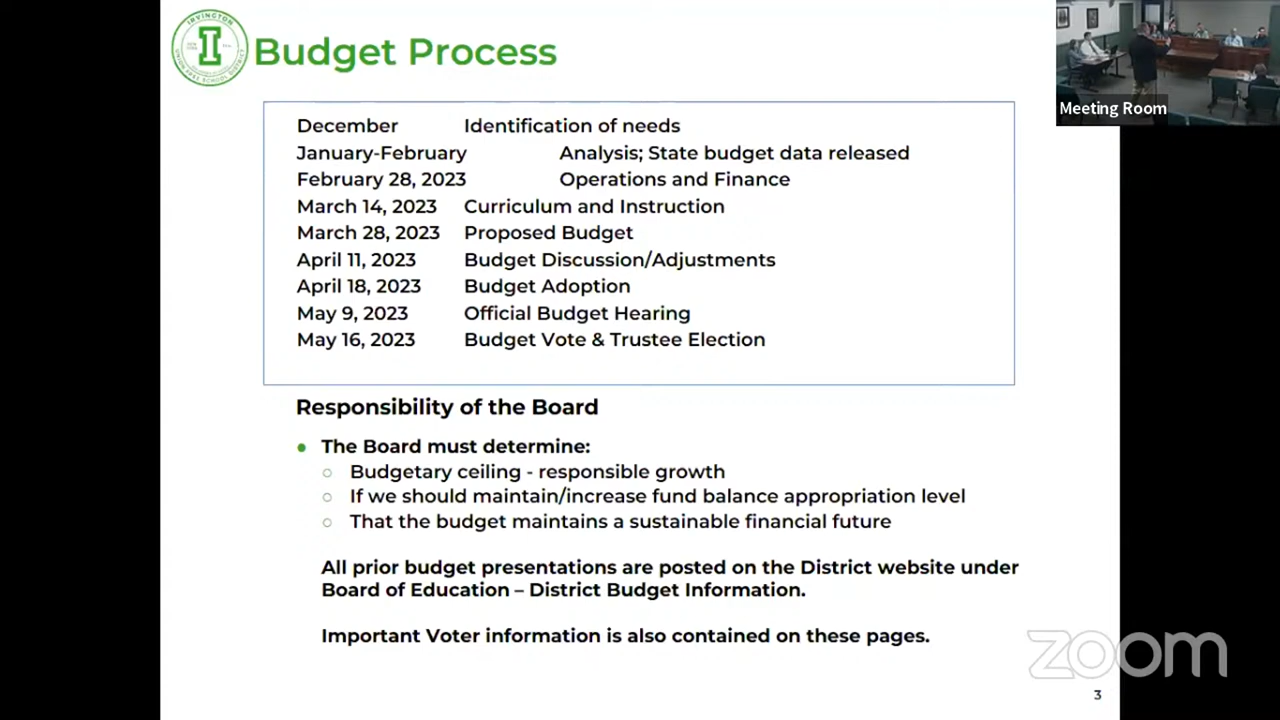 IRVINGTON
UNION FREE SCHOOL DISTRICT
Budget Process
Meeting Room
December Identification of needs
January-February Analysis; State budget data released
February 28, 2023 Operations and Finance
March 14, 2023 Curriculum and Instruction
March 28, 2023 Proposed Budget
April 11, 2023 Budget Discussion/Adjustments
April 18, 2023 Budget Adoption
May 9, 2023 Official Budget Hearing
May 16, 2023 Budget Vote & Trustee Election
Responsibility of the Board
● The Board must determine:
○ Budgetary ceiling - responsible growth
○ If we should maintain/increase fund balance appropriation level
○ That the budget maintains a sustainable financial future
All prior budget presentations are posted on the District website under
Board of Education – District Budget Information.
Important Voter information is also contained on these pages.
zoom
3